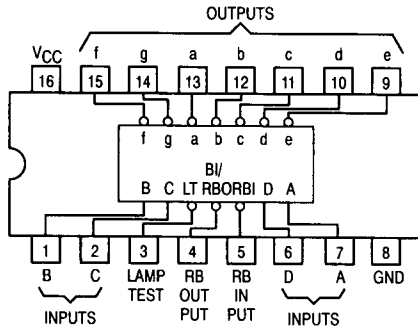 OUTPUTS
VCC f g a b c d e
16 15 14 13 12 11 10 9
f g a b c d e
BI/
B C LT RBO RBI D A
1 2 3 4 5 6 7 8
B C LAMP RB RB D A GND
TEST OUT IN
INPUTS PUT PUT INPUTS